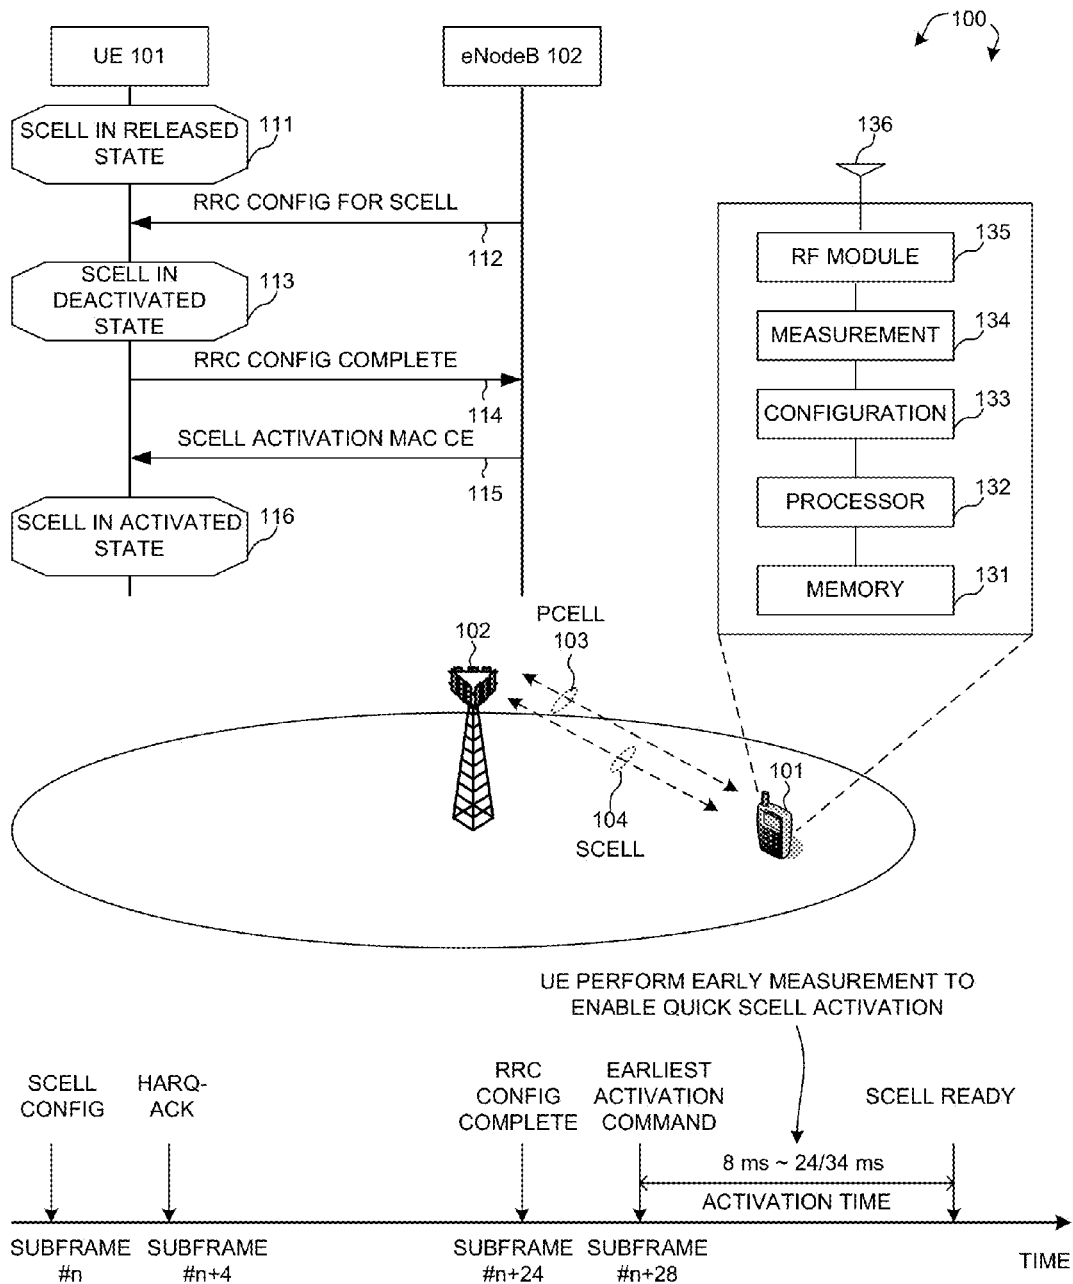 100
UE 101
eNodeB 102
SCELL IN RELEASED
STATE
111
RRC CONFIG FOR SCELL
112
SCELL IN
DEACTIVATED
STATE
113
RRC CONFIG COMPLETE
114
SCELL ACTIVATION MAC CE
115
SCELL IN ACTIVATED
STATE
116
136
RF MODULE
135
MEASUREMENT
134
CONFIGURATION
133
PROCESSOR
132
MEMORY
131
PCELL
103
102
101
104
SCELL
UE PERFORM EARLY MEASUREMENT TO
ENABLE QUICK SCELL ACTIVATION
SCELL
CONFIG
HARQ-
ACK
RRC
CONFIG
COMPLETE
EARLIEST
ACTIVATION
COMMAND
SCELL READY
8 ms ~ 24/34 ms
ACTIVATION TIME
SUBFRAME
#n
SUBFRAME
#n+4
SUBFRAME
#n+24
SUBFRAME
#n+28
TIME